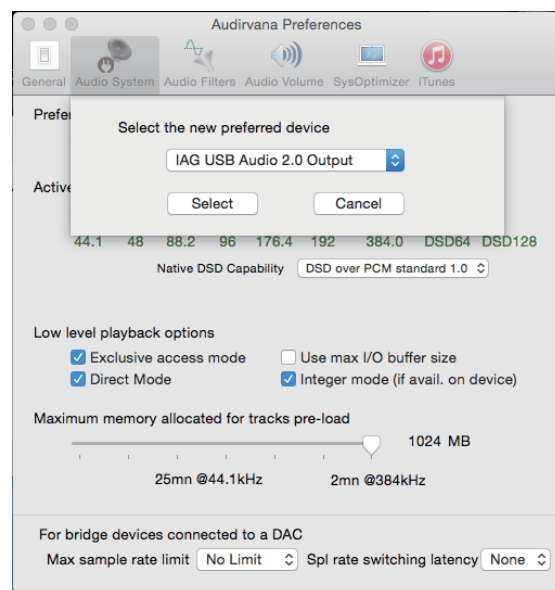 Audirvana Preferences
General Audio System Audio Filters Audio Volume SysOptimizer iTunes
Prefe
Select the new preferred device
IAG USB Audio 2.0 Output
Active
Select Cancel
44.1 48 88.2 96 176.4 192 384.0 DSD64 DSD128
Native DSD Capability DSD over PCM standard 1.0
Low level playback options
Exclusive access mode Use max I/O buffer size
Direct Mode Integer mode (if avail. on device)
Maximum memory allocated for tracks pre-load
1024 MB
25mn @44.1kHz 2mn @384kHz
For bridge devices connected to a DAC
Max sample rate limit No Limit Spl rate switching latency None